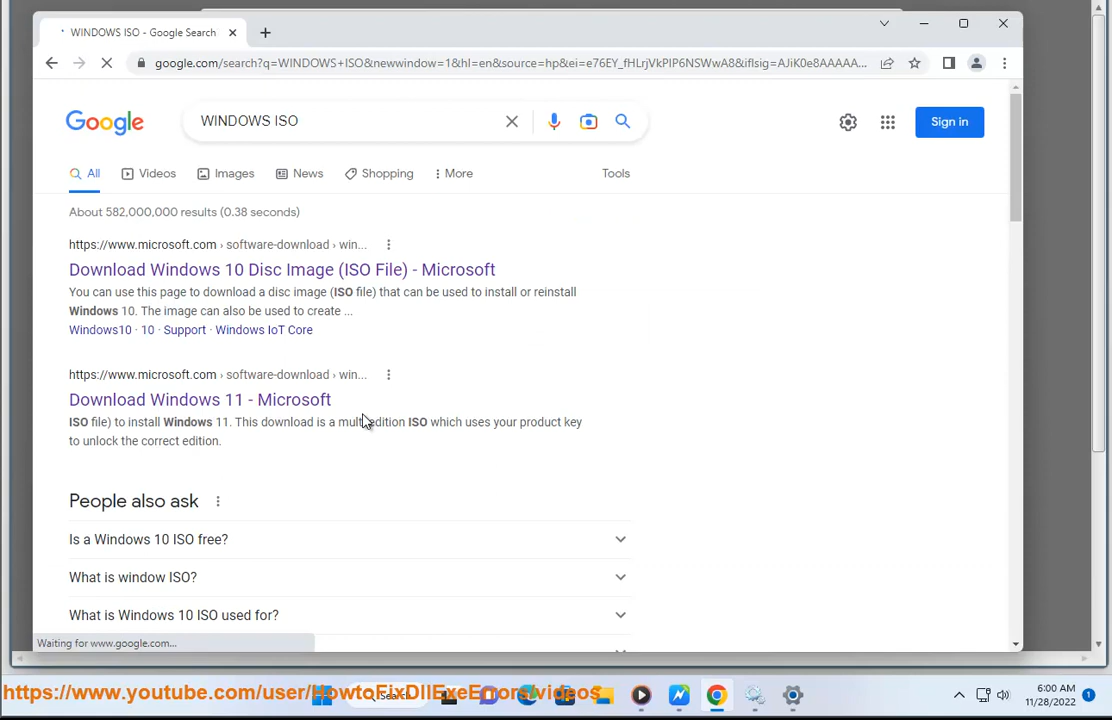 WINDOWS ISO - Google Search
google.com/search?q=WINDOWS+ISO&newwindow=1&hl=en&source=hp&ei=e76EY_fHLrjVkPIP6NSWwA8&iflsig=AJiK0e8AAAAA...
Google
WINDOWS ISO
Sign in
All
Videos
Images
News
Shopping
More
Tools
About 582,000,000 results (0.38 seconds)
https://www.microsoft.com › software-download › win...
Download Windows 10 Disc Image (ISO File) - Microsoft
You can use this page to download a disc image (ISO file) that can be used to install or reinstall
Windows 10. The image can also be used to create ...
Windows10 · 10 · Support · Windows IoT Core
https://www.microsoft.com › software-download › win...
Download Windows 11 - Microsoft
ISO file) to install Windows 11. This download is a multi-edition ISO which uses your product key
to unlock the correct edition.
People also ask
Is a Windows 10 ISO free?
What is window ISO?
What is Windows 10 ISO used for?
Waiting for www.google.com...
https://www.youtube.com/user/HowtoFixDllExeErrors/videos
Search
6:00 AM
11/28/2022
1